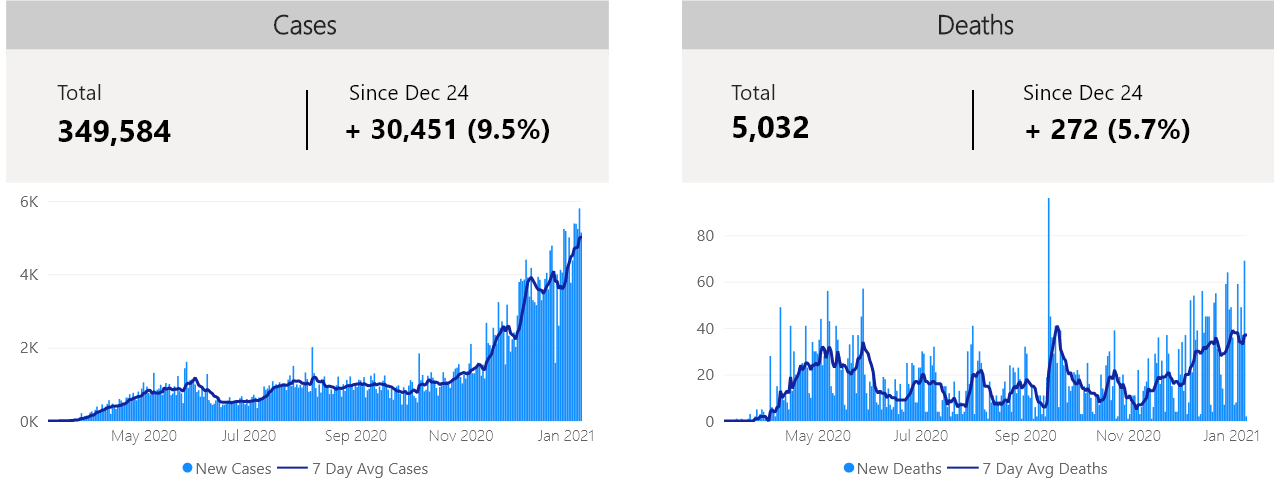 Cases
Total
Since Dec 24
349,584
+ 30,451 (9.5%)
6K
4K
2K
0K
May 2020
Jul 2020
Sep 2020
Nov 2020
Jan 2021
New Cases
7 Day Avg Cases
Deaths
Total
Since Dec 24
5,032
+ 272 (5.7%)
80
60
40
20
0
May 2020
Jul 2020
Sep 2020
Nov 2020
Jan 2021
New Deaths
7 Day Avg Deaths